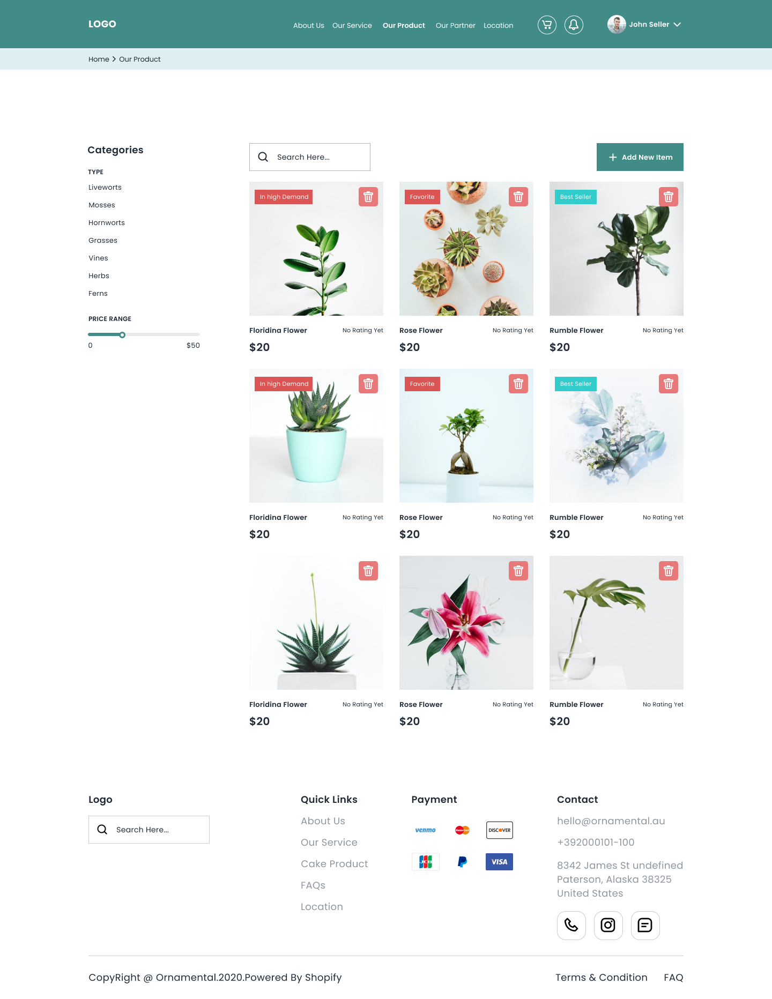 LOGO
About Us Our Service Our Product Our Partner Location
John Seller
Home > Our Product
Categories
Search Here...
Add New Item
TYPE
Liveworts
Mosses
Hornworts
Grasses
Vines
Herbs
Ferns
PRICE RANGE
0 $50
In high Demand
Favorite
Best Seller
Floridina Flower No Rating Yet
$20
Rose Flower No Rating Yet
$20
Rumble Flower No Rating Yet
$20
In high Demand
Favorite
Best Seller
Floridina Flower No Rating Yet
$20
Rose Flower No Rating Yet
$20
Rumble Flower No Rating Yet
$20
Floridina Flower No Rating Yet
$20
Rose Flower No Rating Yet
$20
Rumble Flower No Rating Yet
$20
Logo
Search Here...
Quick Links
About Us
Our Service
Cake Product
FAQs
Location
Payment
venmo
MasterCard
DISCOVER
JCB
VISA
Contact
hello@ornamental.au
+392000101-100
8342 James St undefined
Paterson, Alaska 38325
United States
CopyRight @ Ornamental.2020.Powered By Shopify
Terms & Condition FAQ